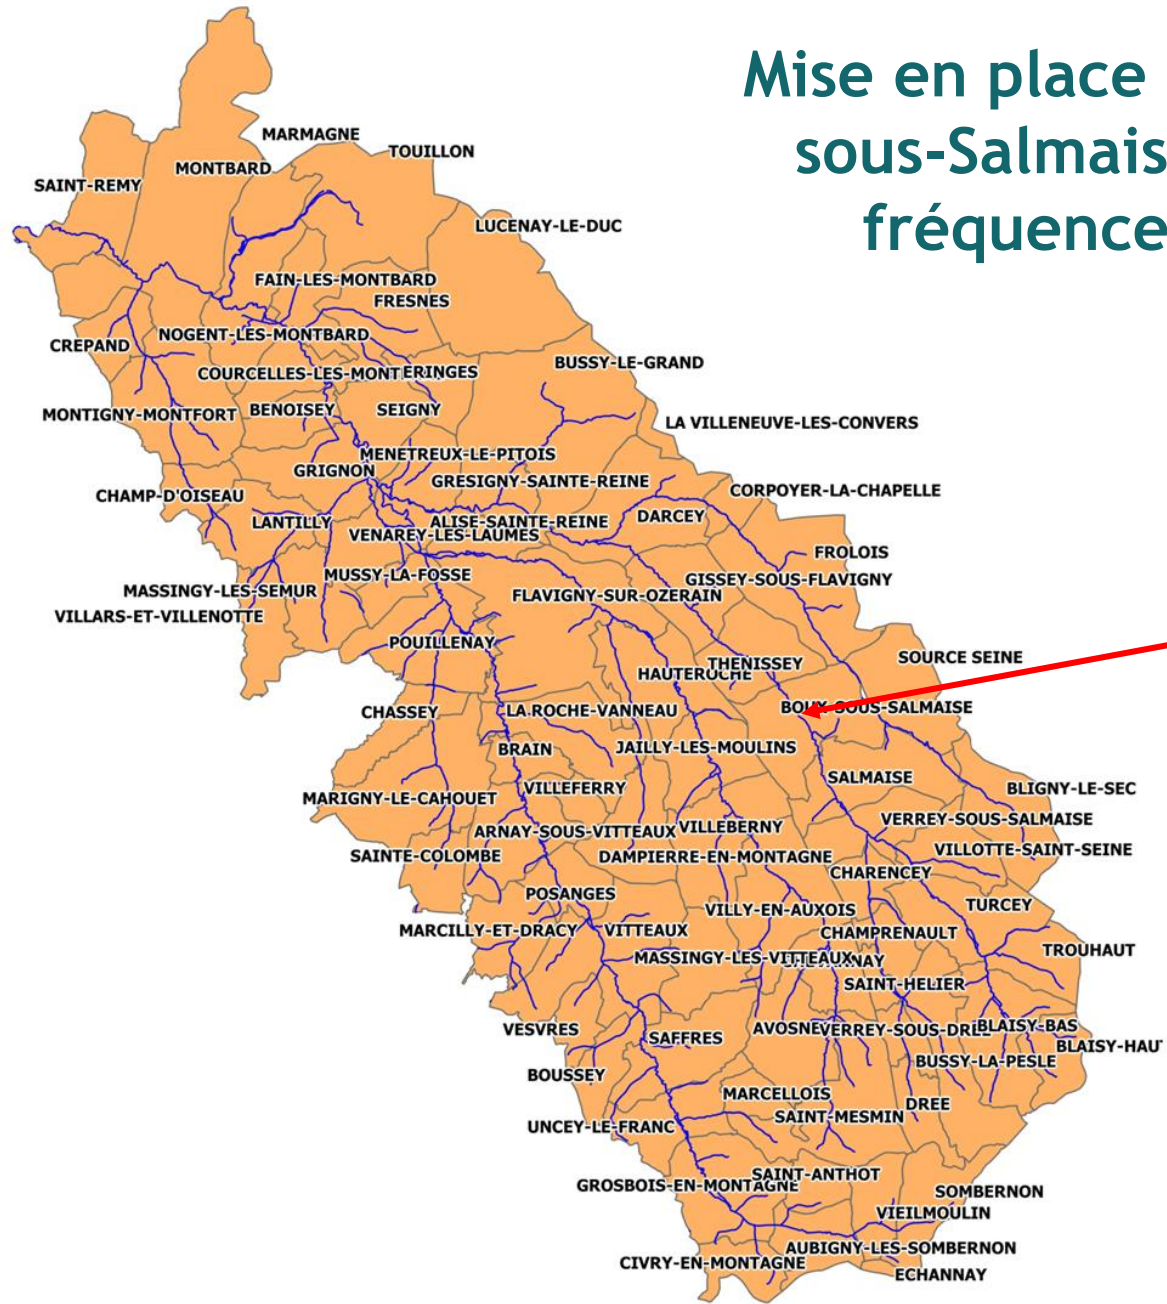 Mise en place
sous-Salmais
fréquence
MARMAGNE
TOUILLON
MONTBARD
SAINT-REMY
LUCENAY-LE-DUC
FAIN-LES-MONTBARD
FRESNES
NOGENT-LES-MONTBARD
CREPAND
BUSSY-LE-GRAND
COURCELLES-LES-MONT
ERINGES
MONTIGNY-MONTFORT
BENOISEY
SEIGNY
LA VILLENEUVE-LES-CONVERS
MENETREUX-LE-PITOIS
GRIGNON
GRESIGNY-SAINTE-REINE
CORPOYER-LA-CHAPELLE
CHAMP-D'OISEAU
LANTILLY
ALISE-SAINTE-REINE
DARCEY
VENAREY-LES-LAUMES
FROLOIS
MUSSY-LA-FOSSE
GISSEY-SOUS-FLAVIGNY
MASSINGY-LES-SEMUR
FLAVIGNY-SUR-OZERAIN
VILLARS-ET-VILLENOTTE
POUILLENAY
SOURCE SEINE
THENISSEY
HAUTEROCHE
BOUX-SOUS-SALMAISE
CHASSEY
LA ROCHE-VANNEAU
BRAIN
JAILLY-LES-MOULINS
SALMAISE
BLIGNY-LE-SEC
VILLEFERRY
MARIGNY-LE-CAHOUET
VERREY-SOUS-SALMAISE
ARNAY-SOUS-VITTEAUX
VILLEBERNY
VILLOTTE-SAINT-SEINE
SAINTE-COLOMBE
DAMPIERRE-EN-MONTAGNE
CHARENCEY
POSANGES
TURCEY
VILLY-EN-AUXOIS
MARCILLY-ET-DRACY
VITTEAUX
CHAMPRENAULT
TROUHAUT
MASSINGY-LES-VITTEAUX
NAY
SAINT-HELIER
VESVRES
SAFFRES
AVOSNE
VERREY-SOUS-DREE
BLAISY-BAS
BLAISY-HAUT
BUSSY-LA-PESLE
BOUSSEY
MARCELLOIS
DREE
SAINT-MESMIN
UNCEY-LE-FRANC
SAINT-ANTHOT
GROSBOIS-EN-MONTAGNE
SOMBERNON
VIEILMOULIN
AUBIGNY-LES-SOMBERNON
CIVRY-EN-MONTAGNE
ECHANNAY